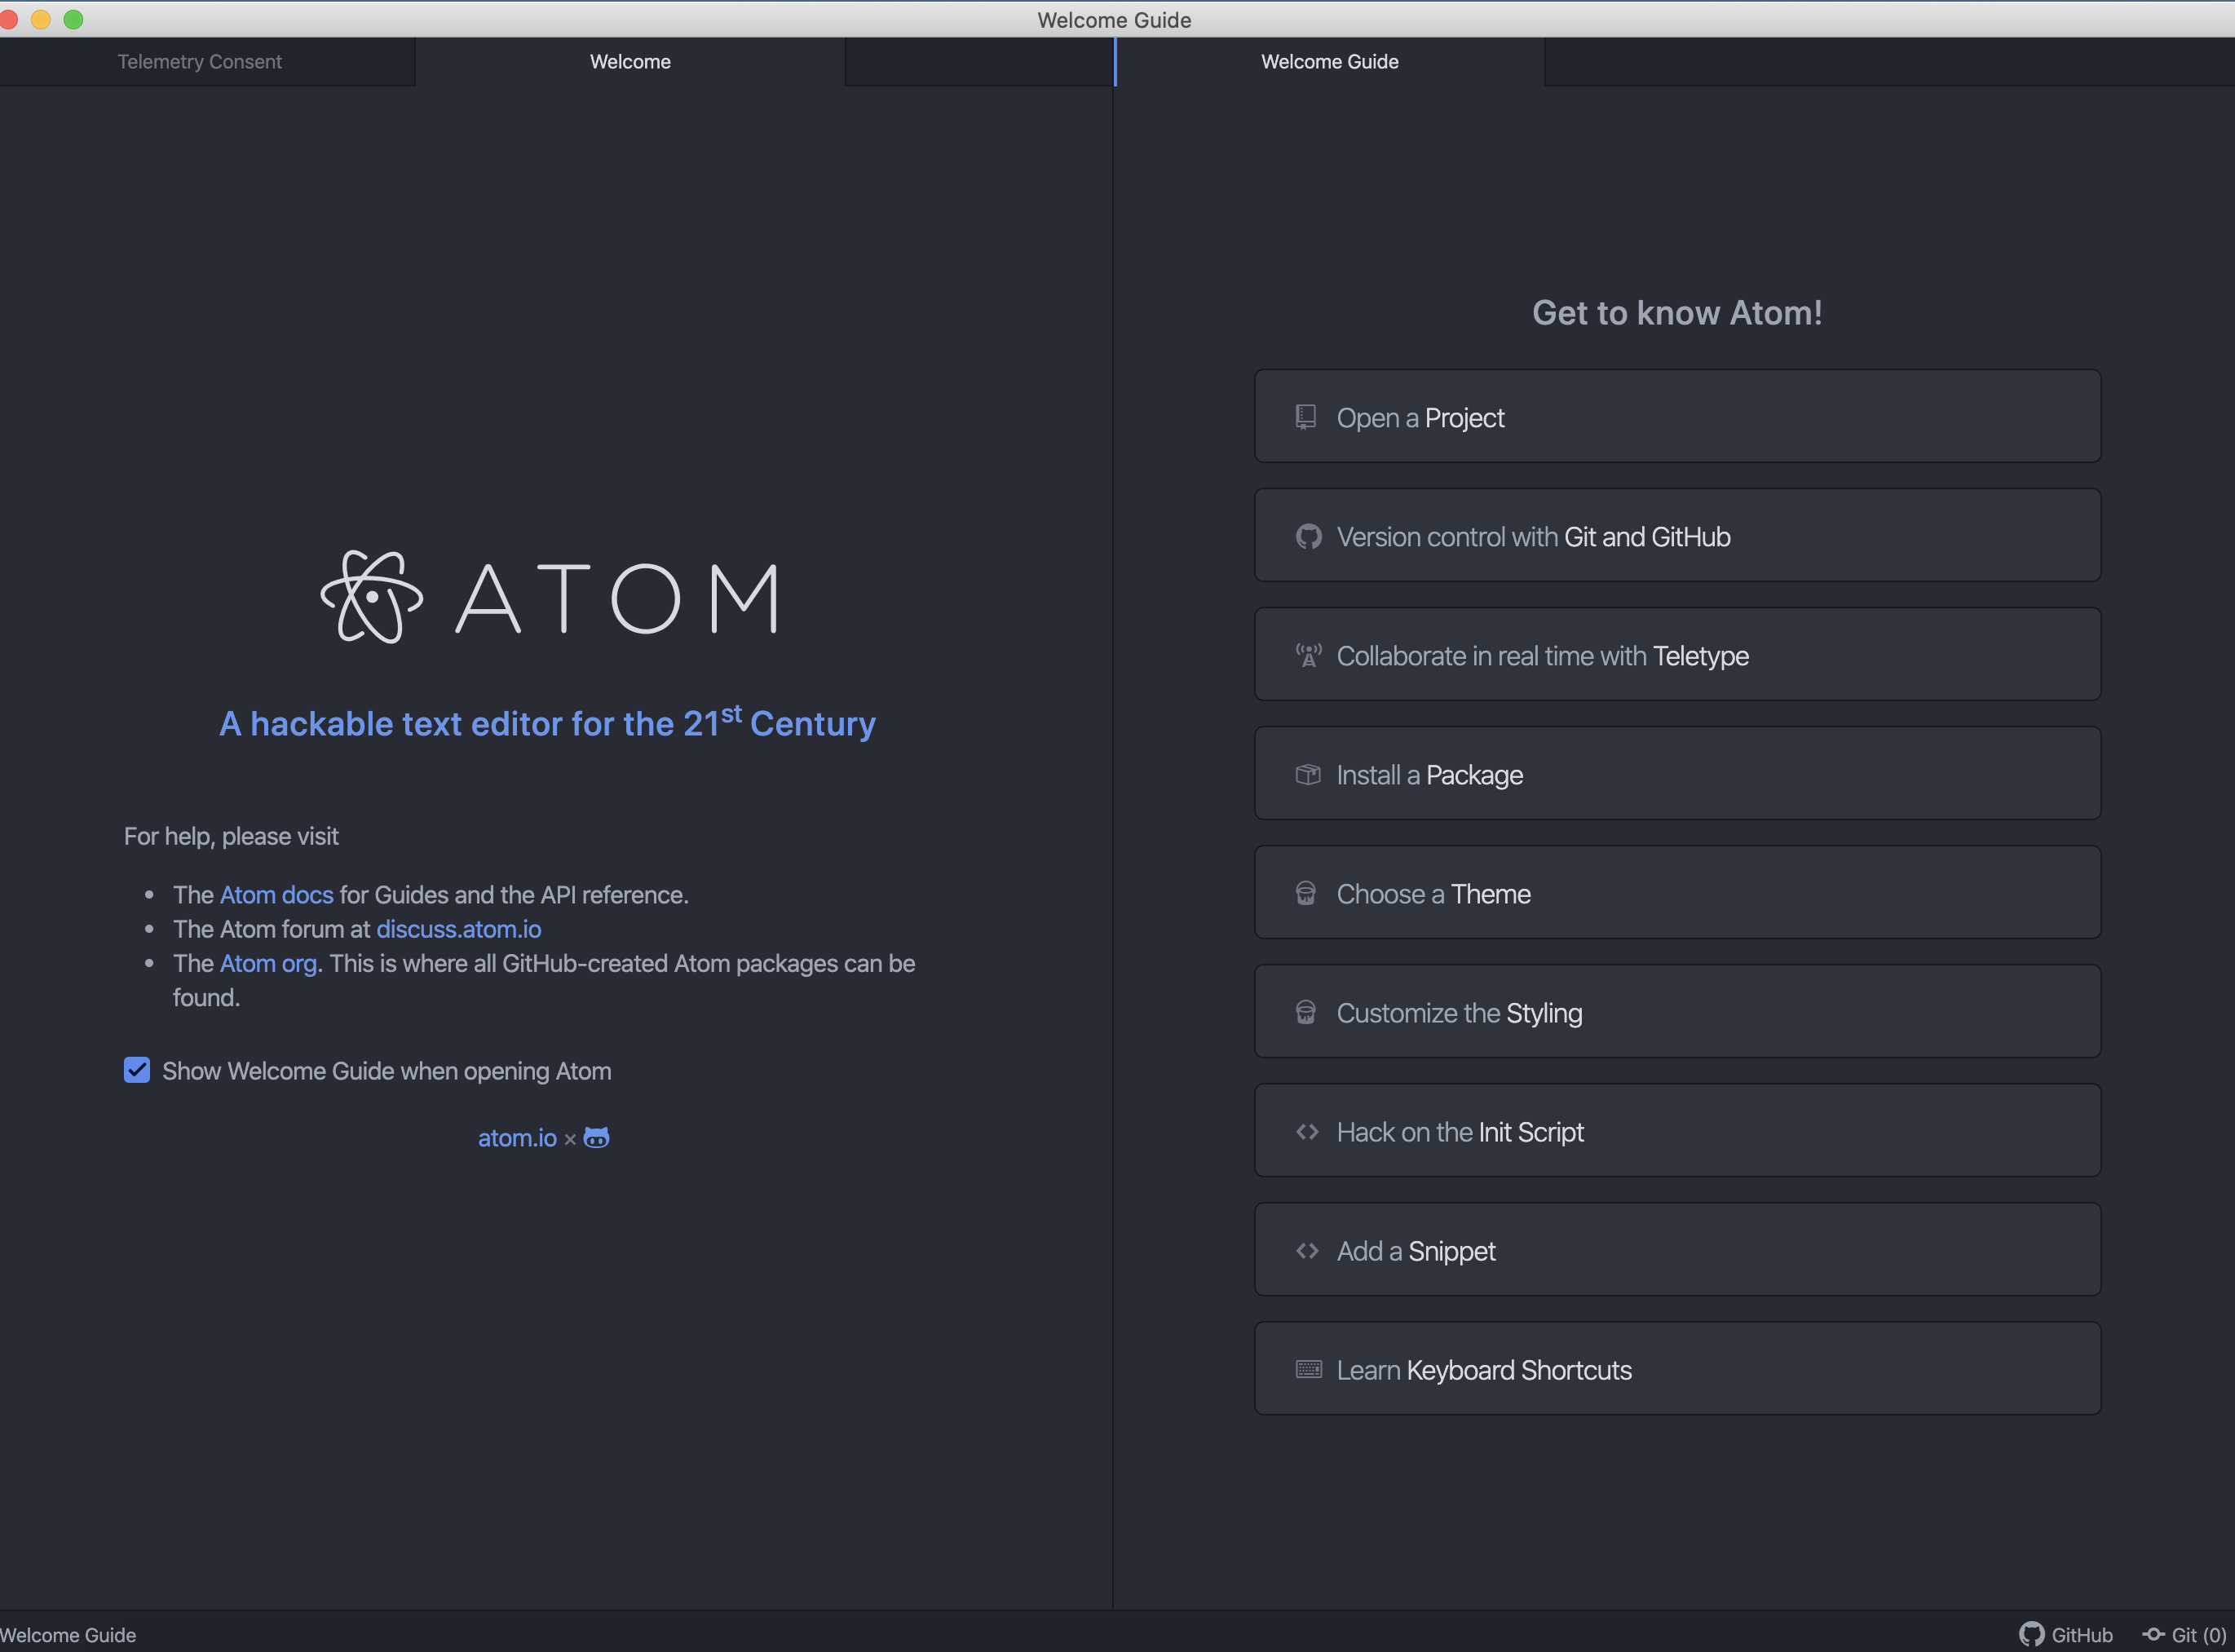 Welcome Guide
Telemetry Consent
Welcome
Welcome Guide
ATOM
A hackable text editor for the 21st Century
For help, please visit
• The Atom docs for Guides and the API reference.
• The Atom forum at discuss.atom.io
• The Atom org. This is where all GitHub-created Atom packages can be
found.
Show Welcome Guide when opening Atom
atom.io ×
Get to know Atom!
Open a Project
Version control with Git and GitHub
Collaborate in real time with Teletype
Install a Package
Choose a Theme
Customize the Styling
Hack on the Init Script
Add a Snippet
Learn Keyboard Shortcuts
Welcome Guide
GitHub
Git (0)